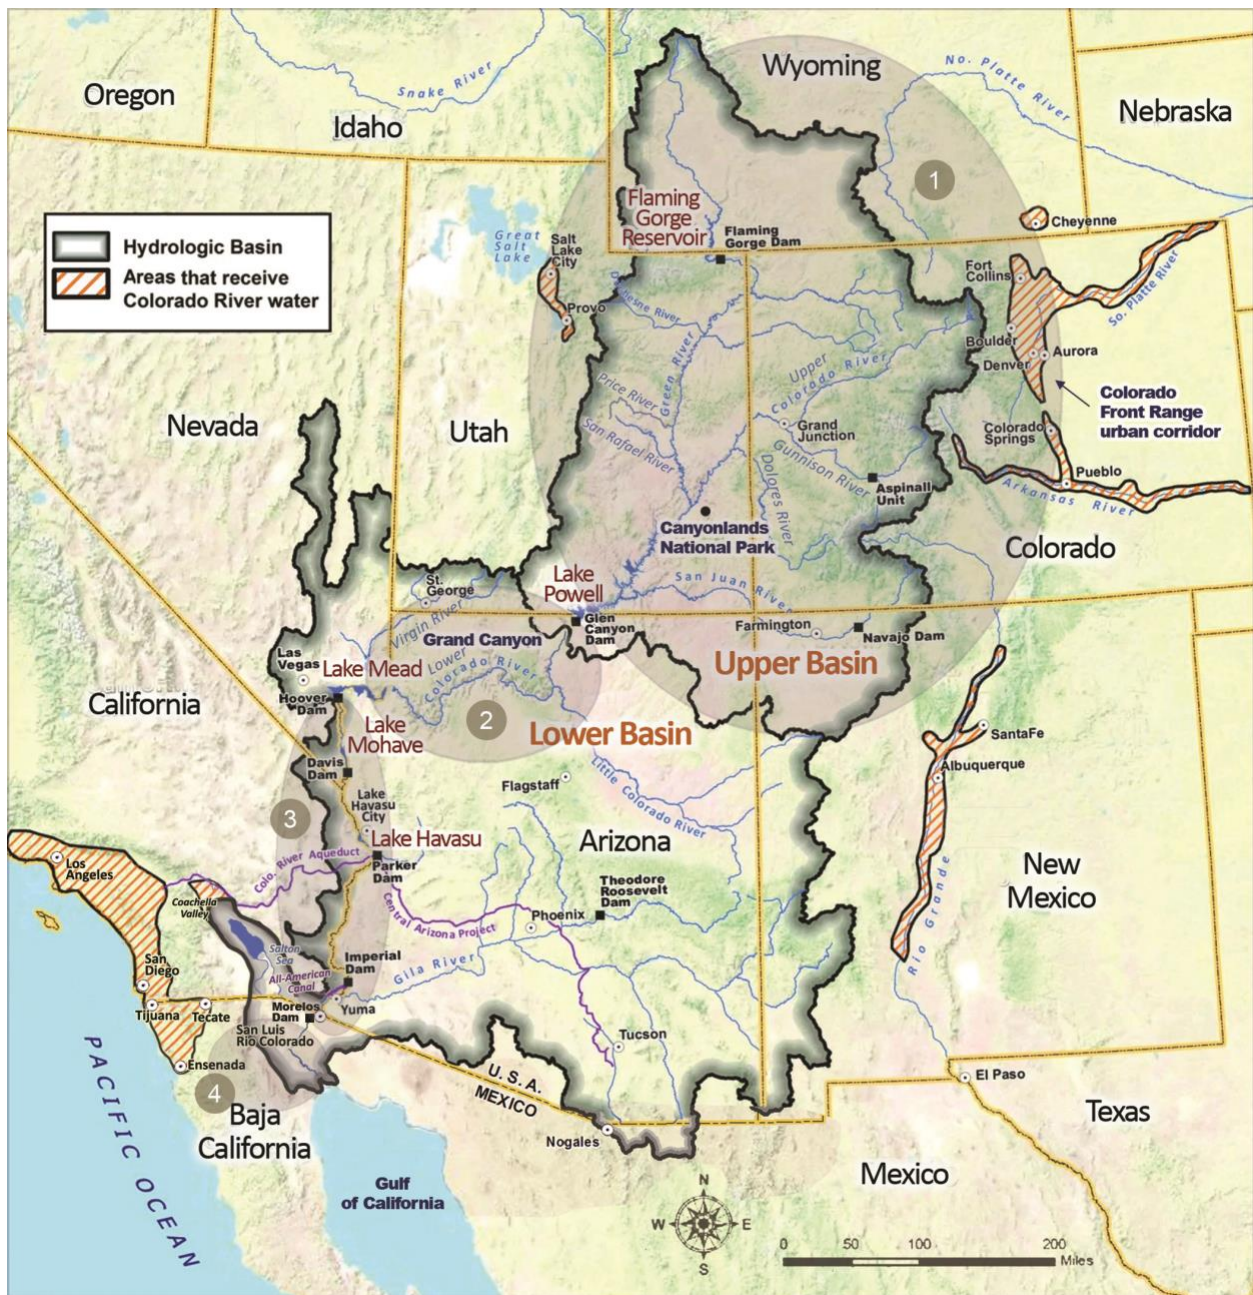 Oregon
Idaho
Snake River
Wyoming
No. Platte River
Nebraska
1
Hydrologic Basin
Areas that receive
Colorado River water
Great
Salt
Lake
Salt
Lake
City
Provo
Flaming
Gorge
Reservoir
Flaming
Gorge Dam
Cheyenne
Fort
Collins
So. Platte River
Boulder
Denver
Aurora
Colorado
Front Range
urban corridor
Duchesne River
Green River
Upper
Colorado River
Price River
San Rafael River
Grand
Junction
Gunnison River
Dolores River
Aspinall
Unit
Colorado
Springs
Pueblo
Arkansas River
Nevada
Utah
Canyonlands
National Park
Colorado
St.
George
Virgin River
Lake
Powell
San Juan River
Glen
Canyon
Dam
Farmington
Navajo Dam
Grand Canyon
Upper Basin
Las
Vegas
Lake Mead
Lower
Colorado River
Hoover
Dam
California
2
Lower Basin
Lake
Mohave
Davis
Dam
SantaFe
Albuquerque
Flagstaff
Little Colorado River
Lake
Havasu
City
3
Lake Havasu
Arizona
Los
Angeles
Colo. River Aqueduct
Parker
Dam
Theodore
Roosevelt
Dam
New
Mexico
Rio Grande
Coachella
Valley
Central Arizona Project
Phoenix
San
Diego
Salton
Sea
All-American
Canal
Imperial
Dam
Gila River
Tijuana
Tecate
Morelos
Dam
Yuma
San Luis
Rio Colorado
Tucson
Ensenada
4
Baja
California
U. S. A.
MEXICO
El Paso
Texas
PACIFIC OCEAN
Nogales
Mexico
Gulf
of California
N
W
E
S
0
50
100
200
Miles